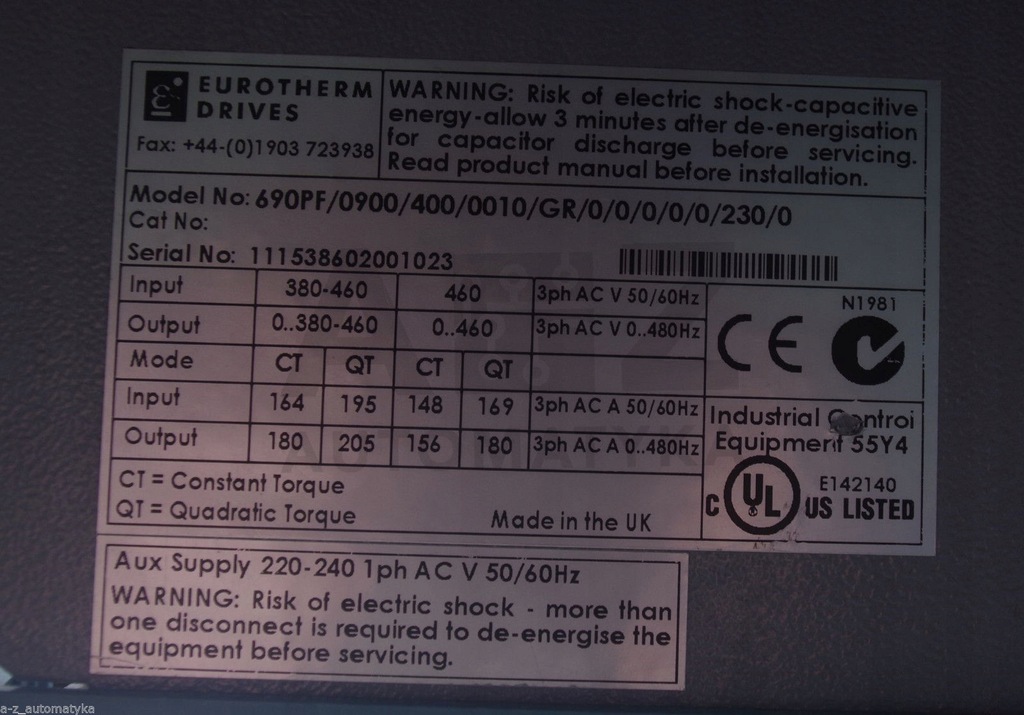 EUROTHERM
DRIVES
Fax: +44-(0)1903 723938
WARNING: Risk of electric shock-capacitive
energy-allow 3 minutes after de-energisation
for capacitor discharge before servicing.
Read product manual before installation.
Model No: 690PF/0900/400/0010/GR/0/0/0/0/0/230/0
Cat No:
Serial No: 111538602001023
Input 380-460 460 3ph AC V 50/60Hz
Output 0..380-460 0..460 3ph AC V 0..480Hz
Mode CT QT CT QT
Input 164 195 148 169 3ph AC A 50/60Hz
Output 180 205 156 180 3ph AC A 0..480Hz
CT = Constant Torque
QT = Quadratic Torque
Made in the UK
N1981
CE
Industrial Control
Equipment 55Y4
E142140
C UL US LISTED
Aux Supply 220-240 1ph AC V 50/60Hz
WARNING: Risk of electric shock - more than
one disconnect is required to de-energise the
equipment before servicing.
AUTOMATYKA
a-z_automatyka